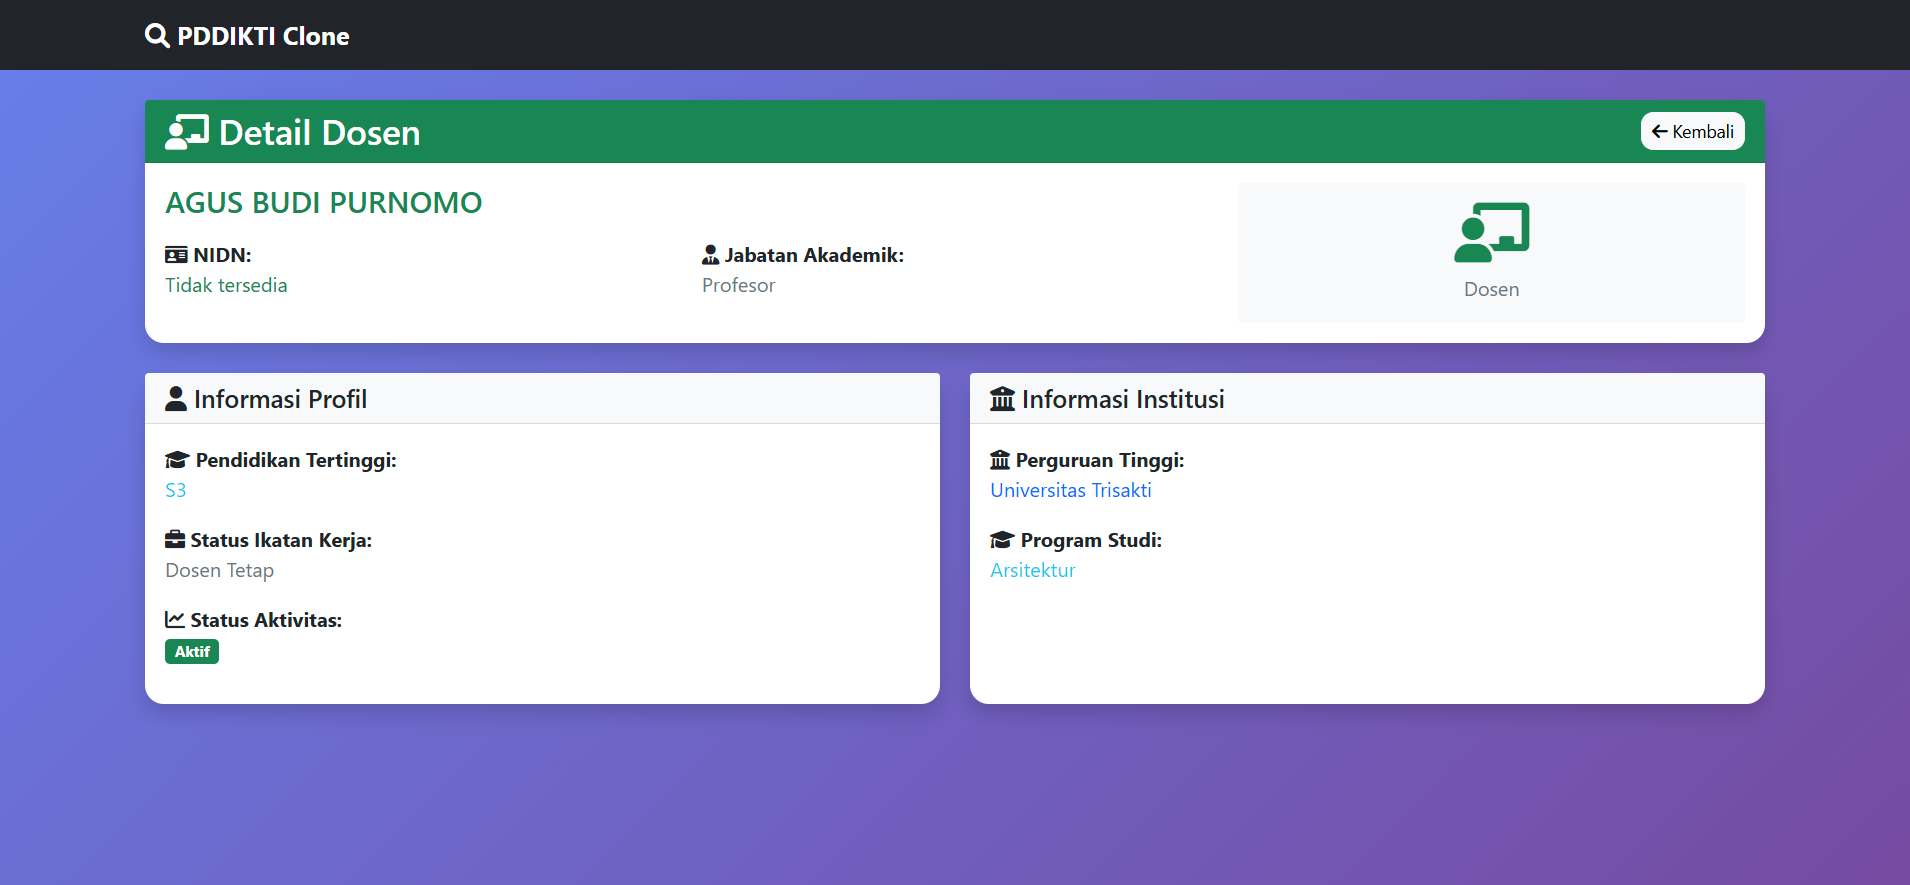 PDDIKTI Clone
Detail Dosen
Kembali
AGUS BUDI PURNOMO
NIDN:
Tidak tersedia
Jabatan Akademik:
Profesor
Dosen
Informasi Profil
Pendidikan Tertinggi:
S3
Status Ikatan Kerja:
Dosen Tetap
Status Aktivitas:
Aktif
Informasi Institusi
Perguruan Tinggi:
Universitas Trisakti
Program Studi:
Arsitektur